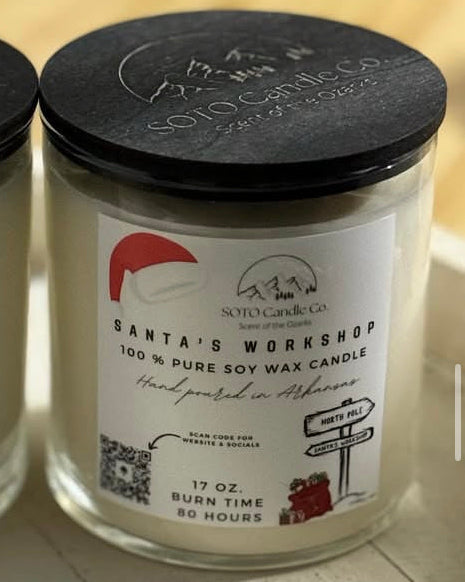 SOTO Candle Co.
Scent of the Ozarks
SOTO Candle Co.
Scent of the Ozarks
SANTA'S WORKSHOP
100 % PURE SOY WAX CANDLE
Hand poured in Arkansas
NORTH POLE
SANTA'S WORKSHOP
SCAN CODE FOR
WEBSITE & SOCIALS
17 OZ.
BURN TIME
80 HOURS